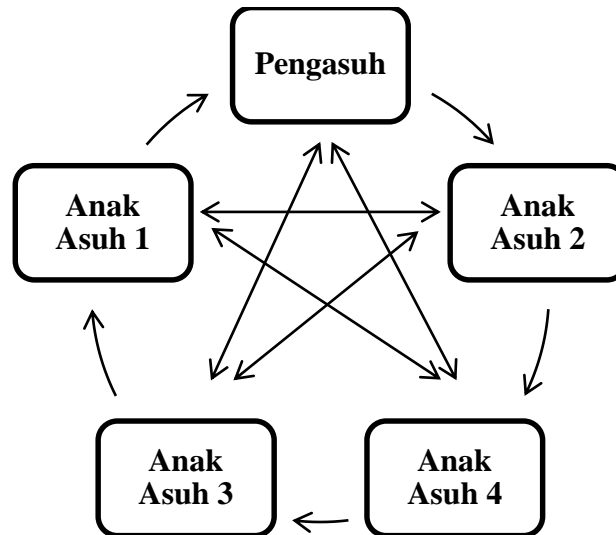 Pengasuh
Anak
Asuh 1
Anak
Asuh 2
Anak
Asuh 3
Anak
Asuh 4